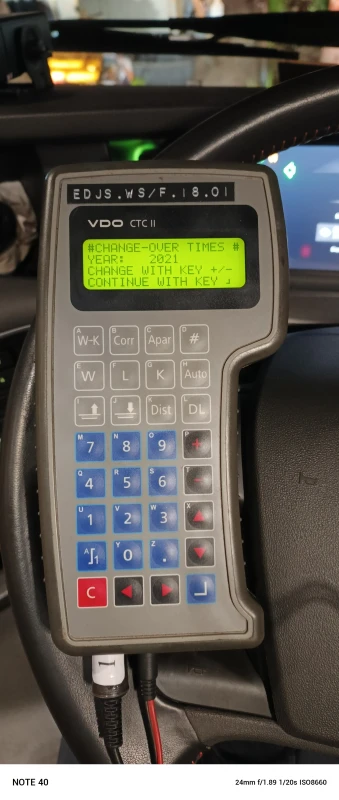 EDJS.WS/F.18.01
VDO CTC II
#CHANGE-OVER TIMES #
YEAR: 2021
CHANGE WITH KEY +/-
CONTINUE WITH KEY ↲
A W-K B Corr C Apar D #
E W F L G K H Auto
I J K Dist L DL
M 7 N 8 O 9 P +
Q 4 R 5 S 6 T -
U 1 V 2 W 3 X
A 1 Y 0 Z .
C
NOTE 40
24mm f/1.89 1/20s ISO8660